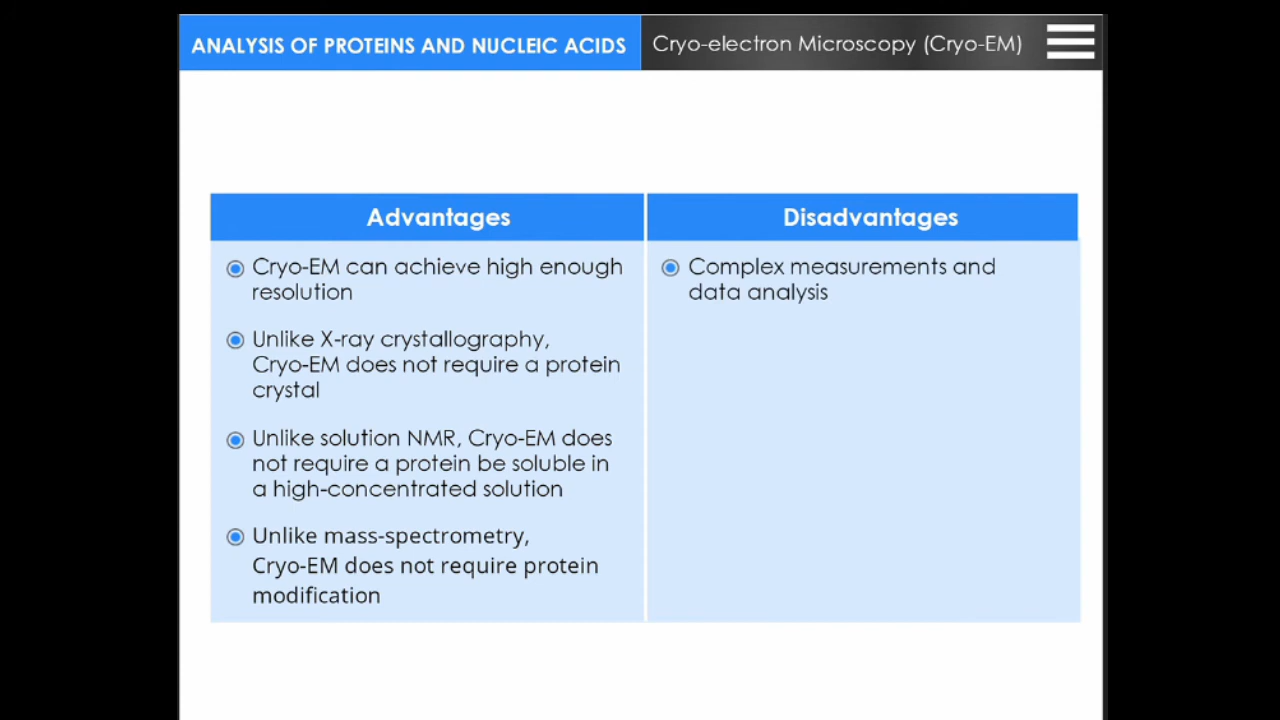 ANALYSIS OF PROTEINS AND NUCLEIC ACIDS
Cryo-electron Microscopy (Cryo-EM)
Advantages
Cryo-EM can achieve high enough
resolution
Unlike X-ray crystallography,
Cryo-EM does not require a protein
crystal
Unlike solution NMR, Cryo-EM does
not require a protein be soluble in
a high-concentrated solution
Unlike mass-spectrometry,
Cryo-EM does not require protein
modification
Disadvantages
Complex measurements and
data analysis